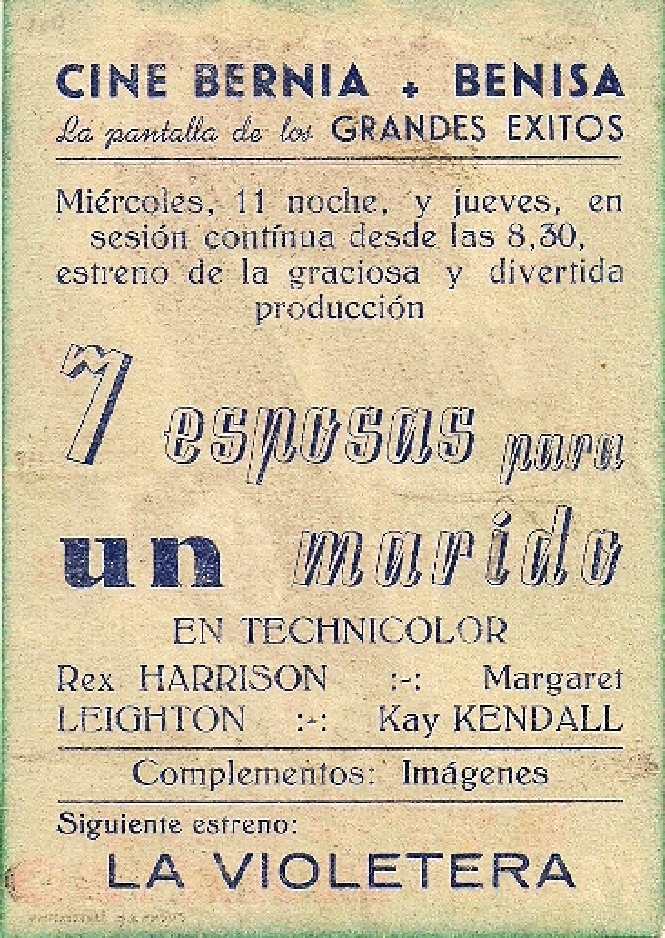 CINE BERNIA + BENISA
La pantalla de los GRANDES EXITOS
Miércoles, 11 noche, y jueves, en
sesión contínua desde las 8,30,
estreno de la graciosa y divertida
producción
7 esposas para
un marido
EN TECHNICOLOR
Rex HARRISON :-: Margaret
LEIGHTON :-: Kay KENDALL
Complementos: Imágenes
Siguiente estreno:
LA VIOLETERA